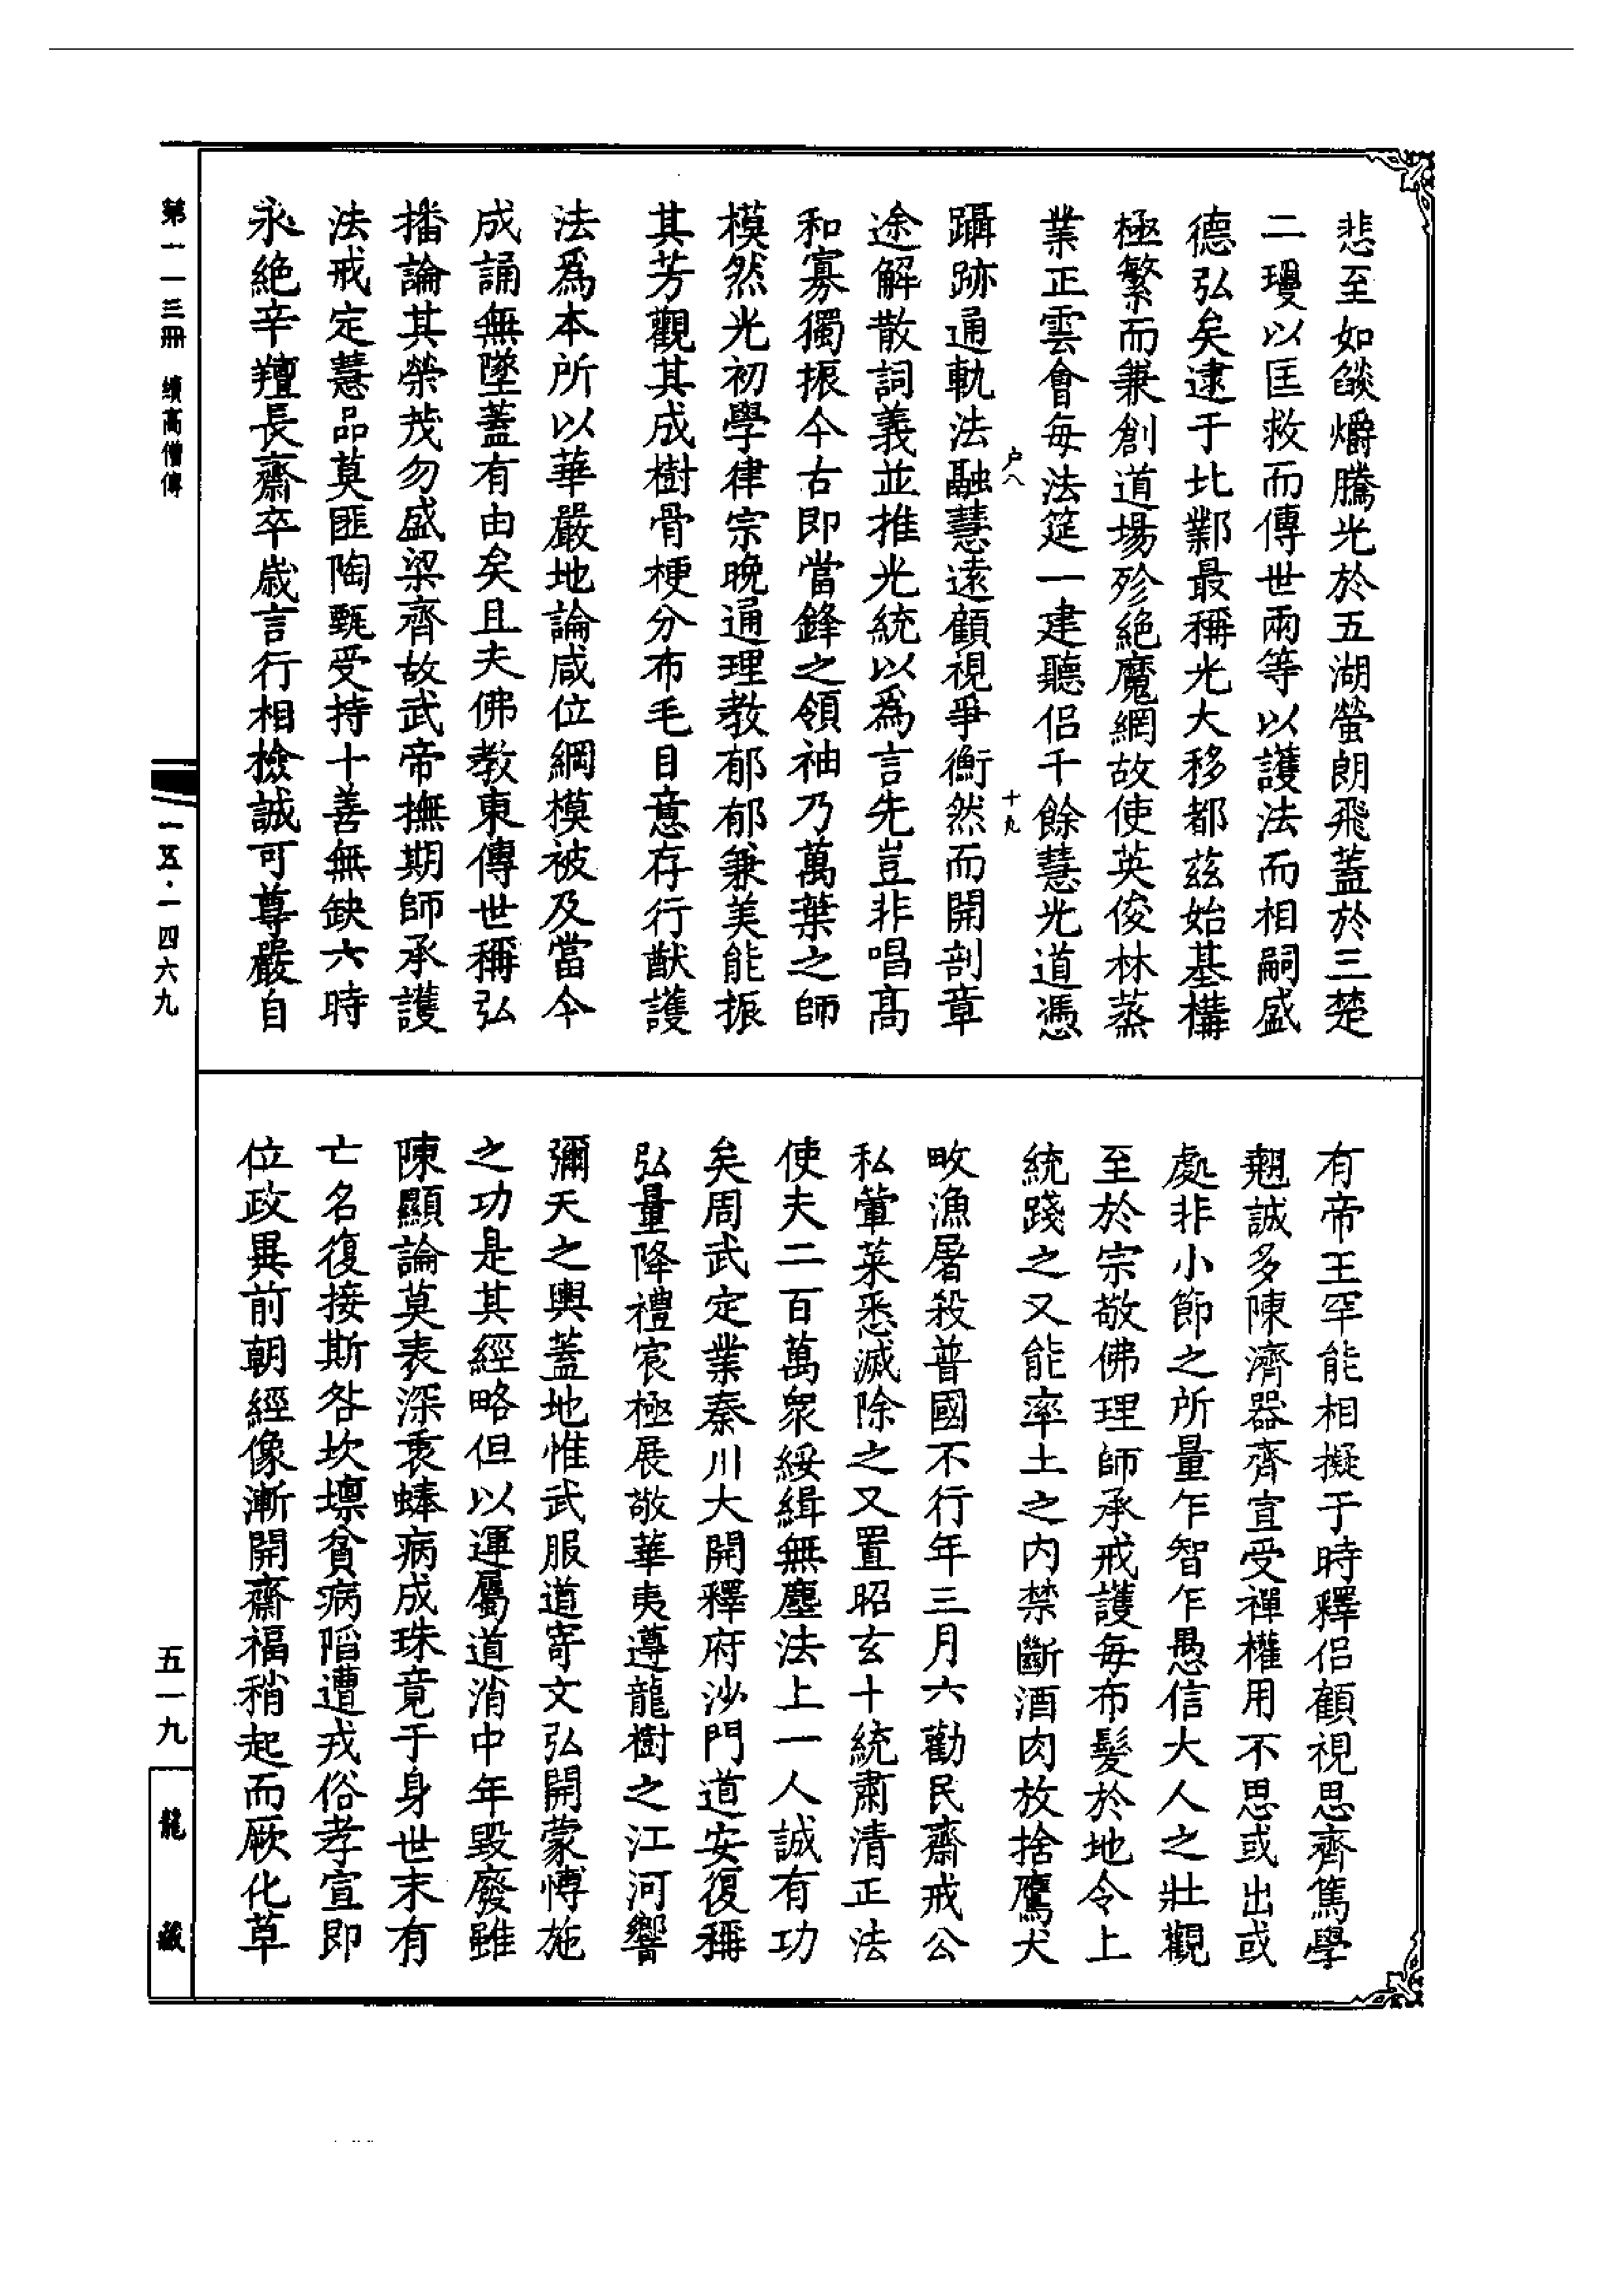 悲至如燄爝騰光於五湖螢朗飛蓋於三楚
二瓊以匡救而傳世兩等以護法而相嗣盛
德弘矣逮于北鄴最稱光大移都茲始基構
極繁而兼創道場殄絕魔網故使英俊林蒸
業正雲會每法筵一建聽侶千餘慧光道憑
躡跡通軌法融慧遠顧視爭衡然而開剖章
户八
十九
途解散詞義並推光統以爲言先豈非唱高
和寡獨振今古即當鋒之領袖乃萬葉之師
模然光初學律宗晚通理教郁郁兼美能振
其芳觀其成樹骨梗分布毛目意存行猷護
法爲本所以華嚴地論咸位綱模被及當今
成誦無墜蓋有由矣且夫佛教東傳世稱弘
播論其榮茂勿盛梁齊故武帝撫期師承護
法戒定慧品莫匪陶甄受持十善無缺六時
永絕辛羶長齋卒歲言行相檢誠可尊嚴自
有帝王罕能相擬于時釋侶顧視思齊篤學
翹誠多陳濟器齊宣受禪權用不思或出或
處非小節之所量乍智乍愚信大人之壯觀
至於宗敬佛理師承戒護每布髮於地令上
統踐之又能率土之內禁斷酒肉放捨鷹犬
畋漁屠殺普國不行年三月六勸民齋戒公
私葷菜悉滅除之又置昭玄十統肅清正法
使夫二百萬衆綏緝無塵法上一人誠有功
矣周武定業秦川大開釋府沙門道安復稱
弘量降禮宸極展敬華夷遵龍樹之江河響
彌天之輿蓋地惟武服道寄文弘開蒙愽施
之功是其經略但以運屬道消中年毀廢雖
陳顯論莫表深衷蜯病成珠竟于身世末有
亡名復接斯咎坎壈貧病陷遭戎俗孝宣即
位政異前朝經像漸開齋福稍起而厥化草
第一一三冊 續高僧傳
一五·一四六九
五一九
龍藏